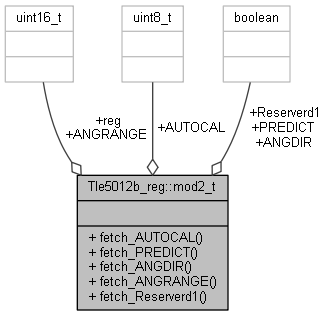 uint16_t
uint8_t
boolean
+reg
+ANGRANGE
+AUTOCAL
+Reserverd1
+PREDICT
+ANGDIR
Tle5012b_reg::mod2_t
+ fetch_AUTOCAL()
+ fetch_PREDICT()
+ fetch_ANGDIR()
+ fetch_ANGRANGE()
+ fetch_Reserverd1()